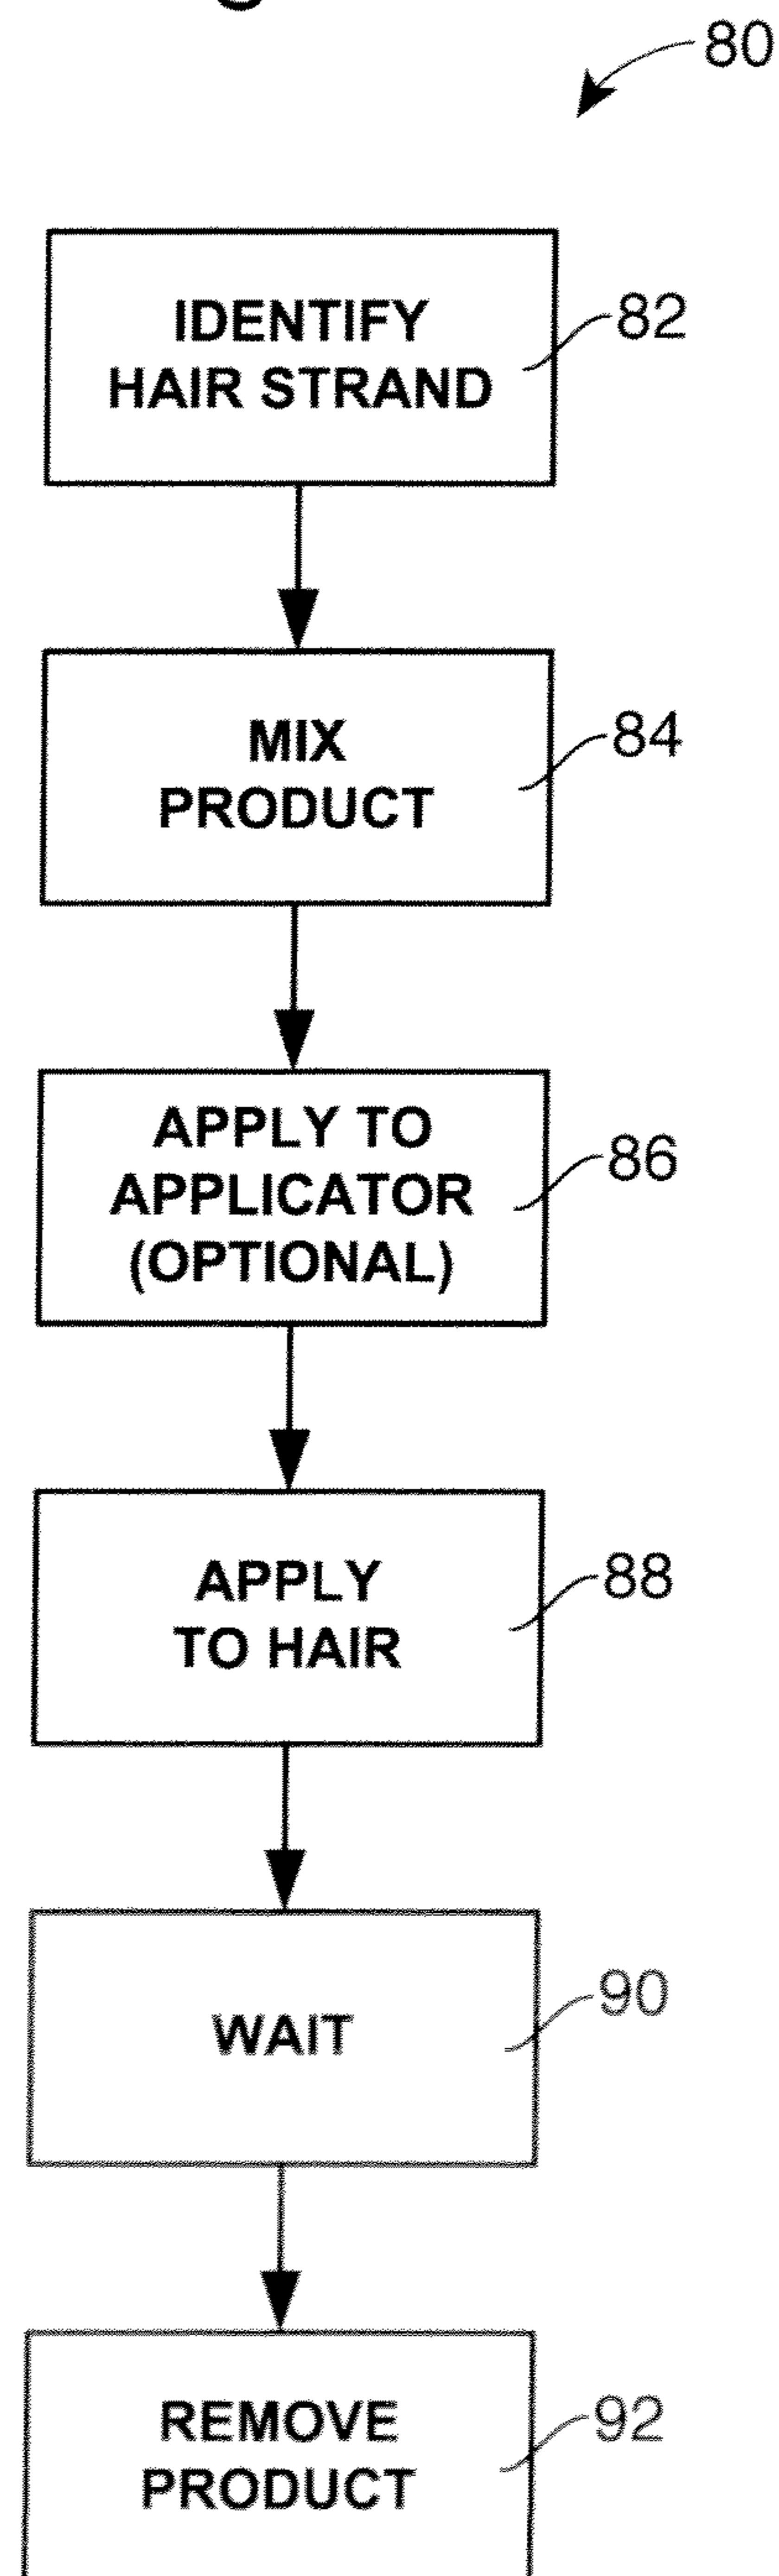 80
IDENTIFY
HAIR STRAND
82
MIX
PRODUCT
84
APPLY TO
APPLICATOR
(OPTIONAL)
86
APPLY
TO HAIR
88
WAIT
90
REMOVE
PRODUCT
92